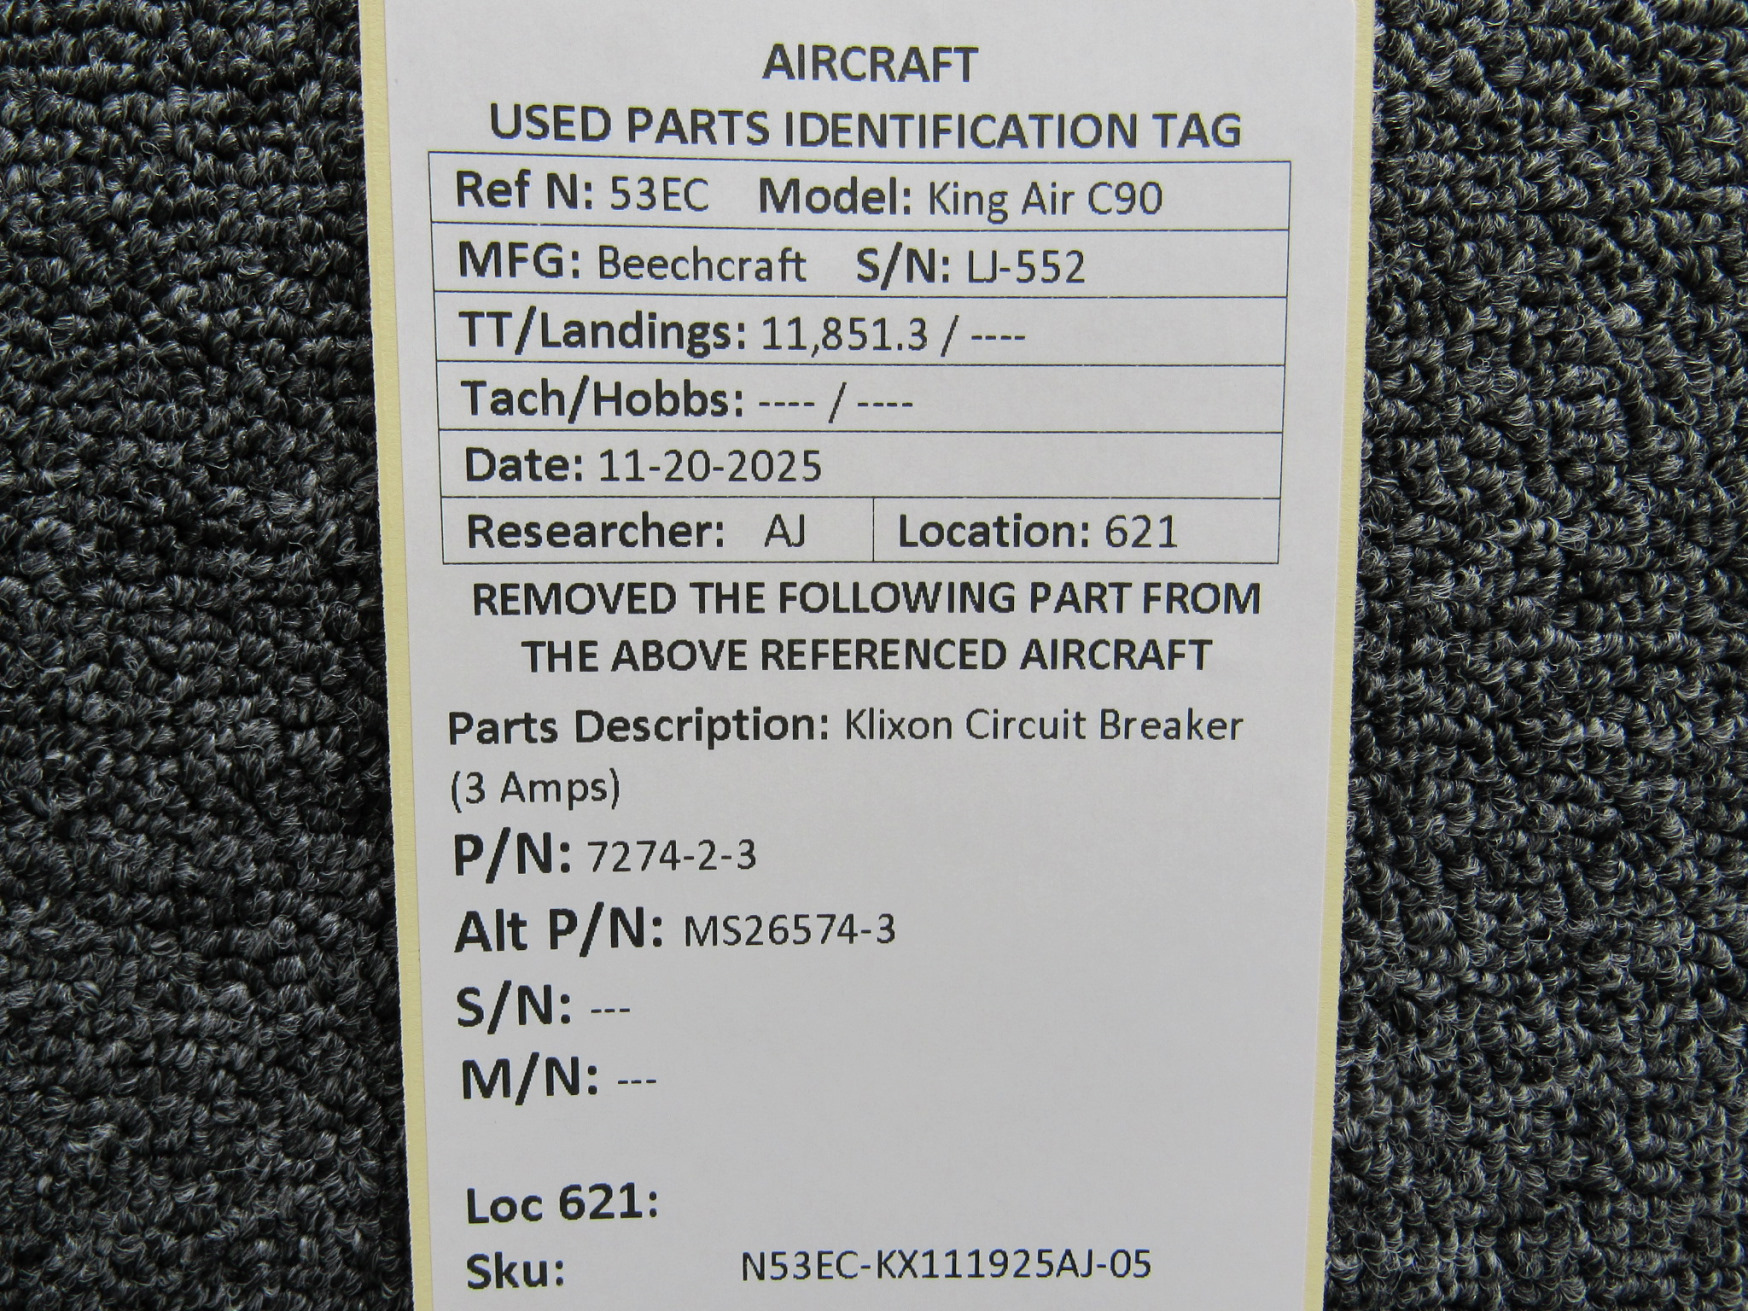 AIRCRAFT
USED PARTS IDENTIFICATION TAG
Ref N: 53EC Model: King Air C90
MFG: Beechcraft S/N: LJ-552
TT/Landings: 11,851.3 / ----
Tach/Hobbs: ---- / ----
Date: 11-20-2025
Researcher: AJ Location: 621
REMOVED THE FOLLOWING PART FROM
THE ABOVE REFERENCED AIRCRAFT
Parts Description: Klixon Circuit Breaker
(3 Amps)
P/N: 7274-2-3
Alt P/N: MS26574-3
S/N: ---
M/N: ---
Loc 621:
Sku: N53EC-KX111925AJ-05